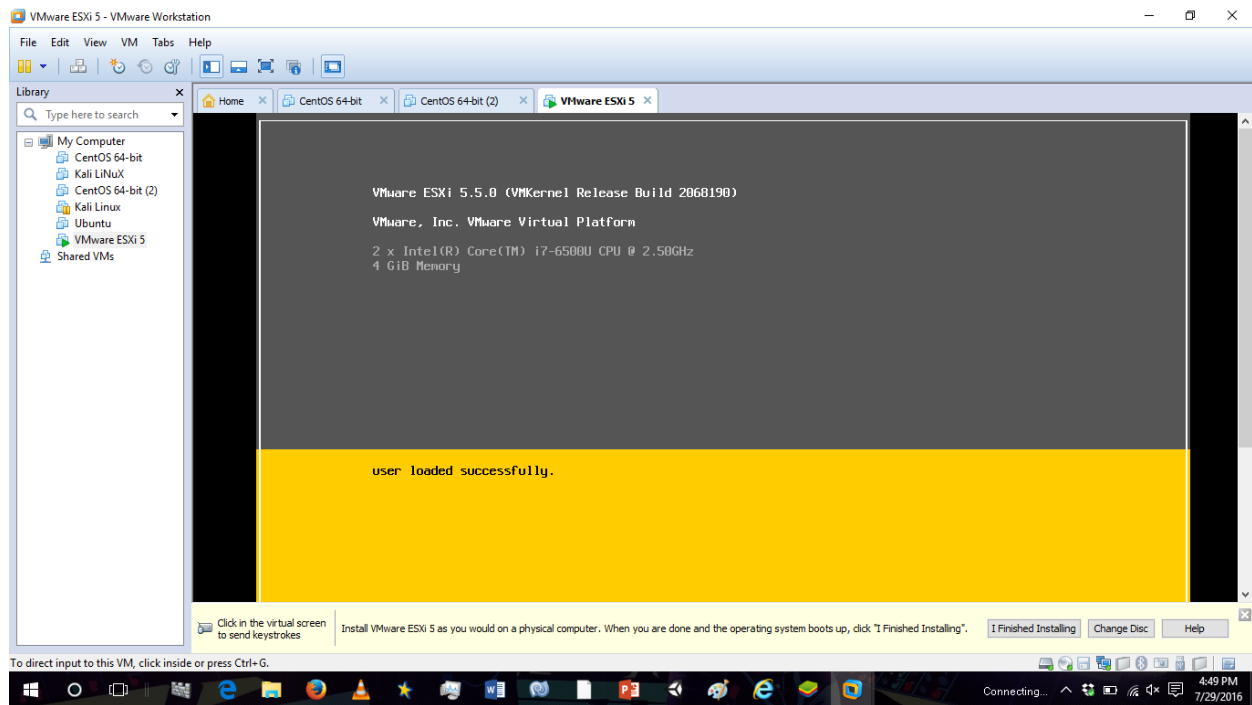 VMware ESXi 5 - VMware Workstation
File Edit View VM Tabs Help
Library
Type here to search
My Computer
CentOS 64-bit
Kali LiNuX
CentOS 64-bit (2)
Kali Linux
Ubuntu
VMware ESXi 5
Shared VMs
Home CentOS 64-bit CentOS 64-bit (2) VMware ESXi 5
VMware ESXi 5.5.0 (VMKernel Release Build 2068190)
VMware, Inc. VMware Virtual Platform
2 x Intel(R) Core(TM) i7-6500U CPU @ 2.50GHz
4 GiB Memory
user loaded successfully.
Click in the virtual screen
to send keystrokes
Install VMware ESXi 5 as you would on a physical computer. When you are done and the operating system boots up, click "I Finished Installing".
I Finished Installing Change Disc Help
To direct input to this VM, click inside or press Ctrl+G.
Connecting...
4:49 PM
7/29/2016